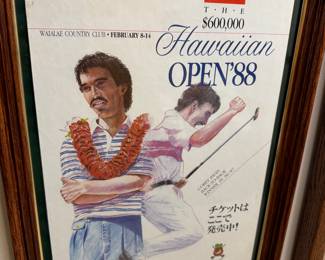 THE
$600,000
WAIALAE COUNTRY CLUB • FEBRUARY 8-14
Hawaiian
OPEN'88
チケットは
ここで
発売中!